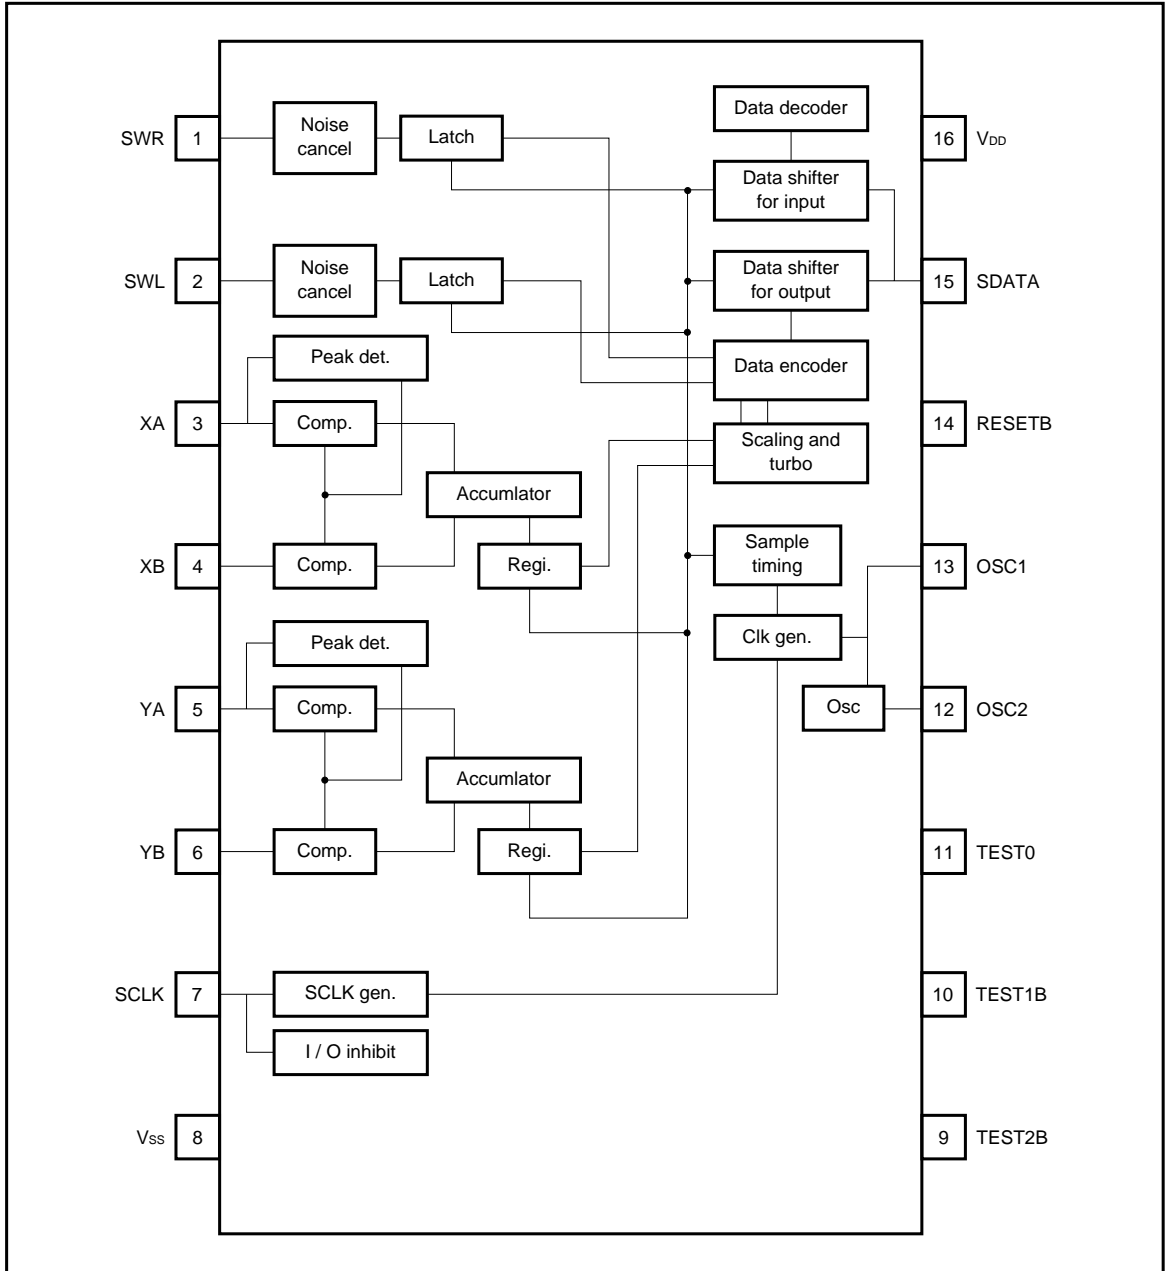 SWR 1
Noise
cancel
Latch
Data decoder
16 VDD
Data shifter
for input
SWL 2
Noise
cancel
Latch
Data shifter
for output
15 SDATA
Peak det.
Data encoder
XA 3
Comp.
Scaling and
turbo
14 RESETB
Accumlator
XB 4
Comp.
Regi.
Sample
timing
13 OSC1
Peak det.
Clk gen.
YA 5
Comp.
Osc
12 OSC2
Accumlator
YB 6
Comp.
Regi.
11 TEST0
SCLK 7
SCLK gen.
10 TEST1B
I / O inhibit
Vss 8
9 TEST2B